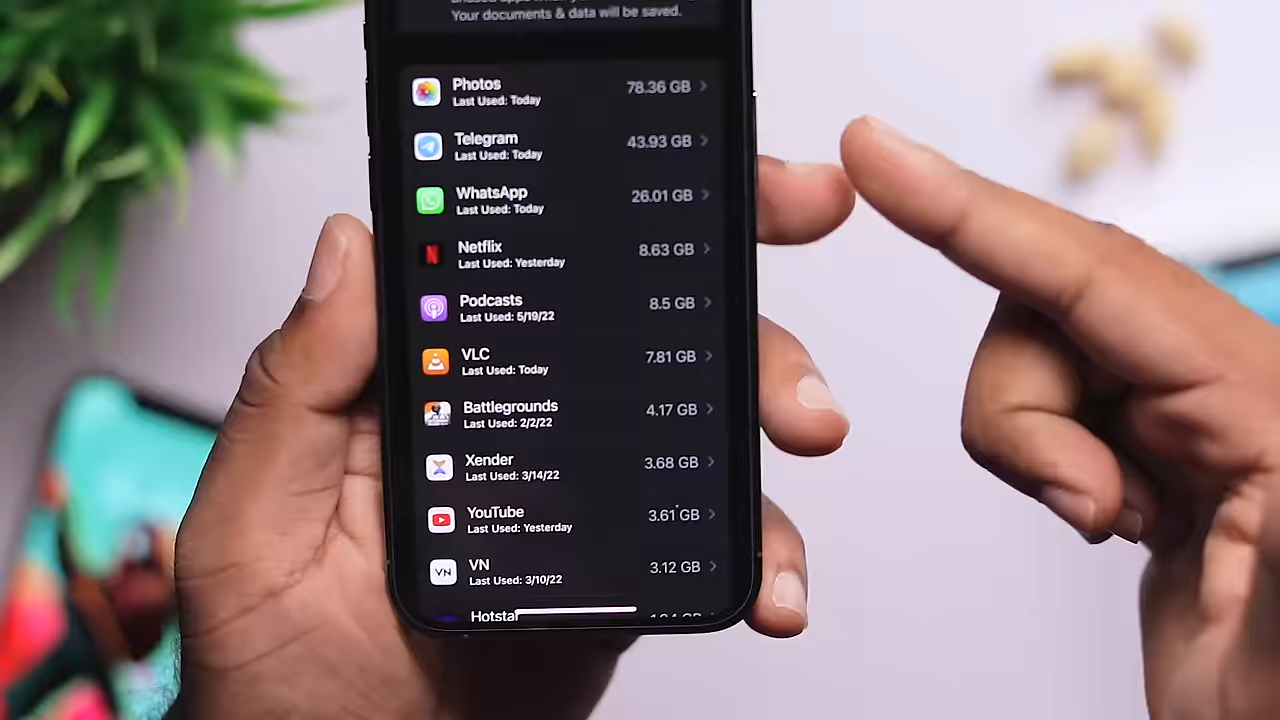 Your documents & data will be saved.
Photos 78.36 GB
Last Used: Today
Telegram 43.93 GB
Last Used: Today
WhatsApp 26.01 GB
Last Used: Today
Netflix 8.63 GB
Last Used: Yesterday
Podcasts 8.5 GB
Last Used: 5/19/22
VLC 7.81 GB
Last Used: Today
Battlegrounds 4.17 GB
Last Used: 2/2/22
Xender 3.68 GB
Last Used: 3/14/22
YouTube 3.61 GB
Last Used: Yesterday
VN VN 3.12 GB
Last Used: 3/10/22
Hotstar